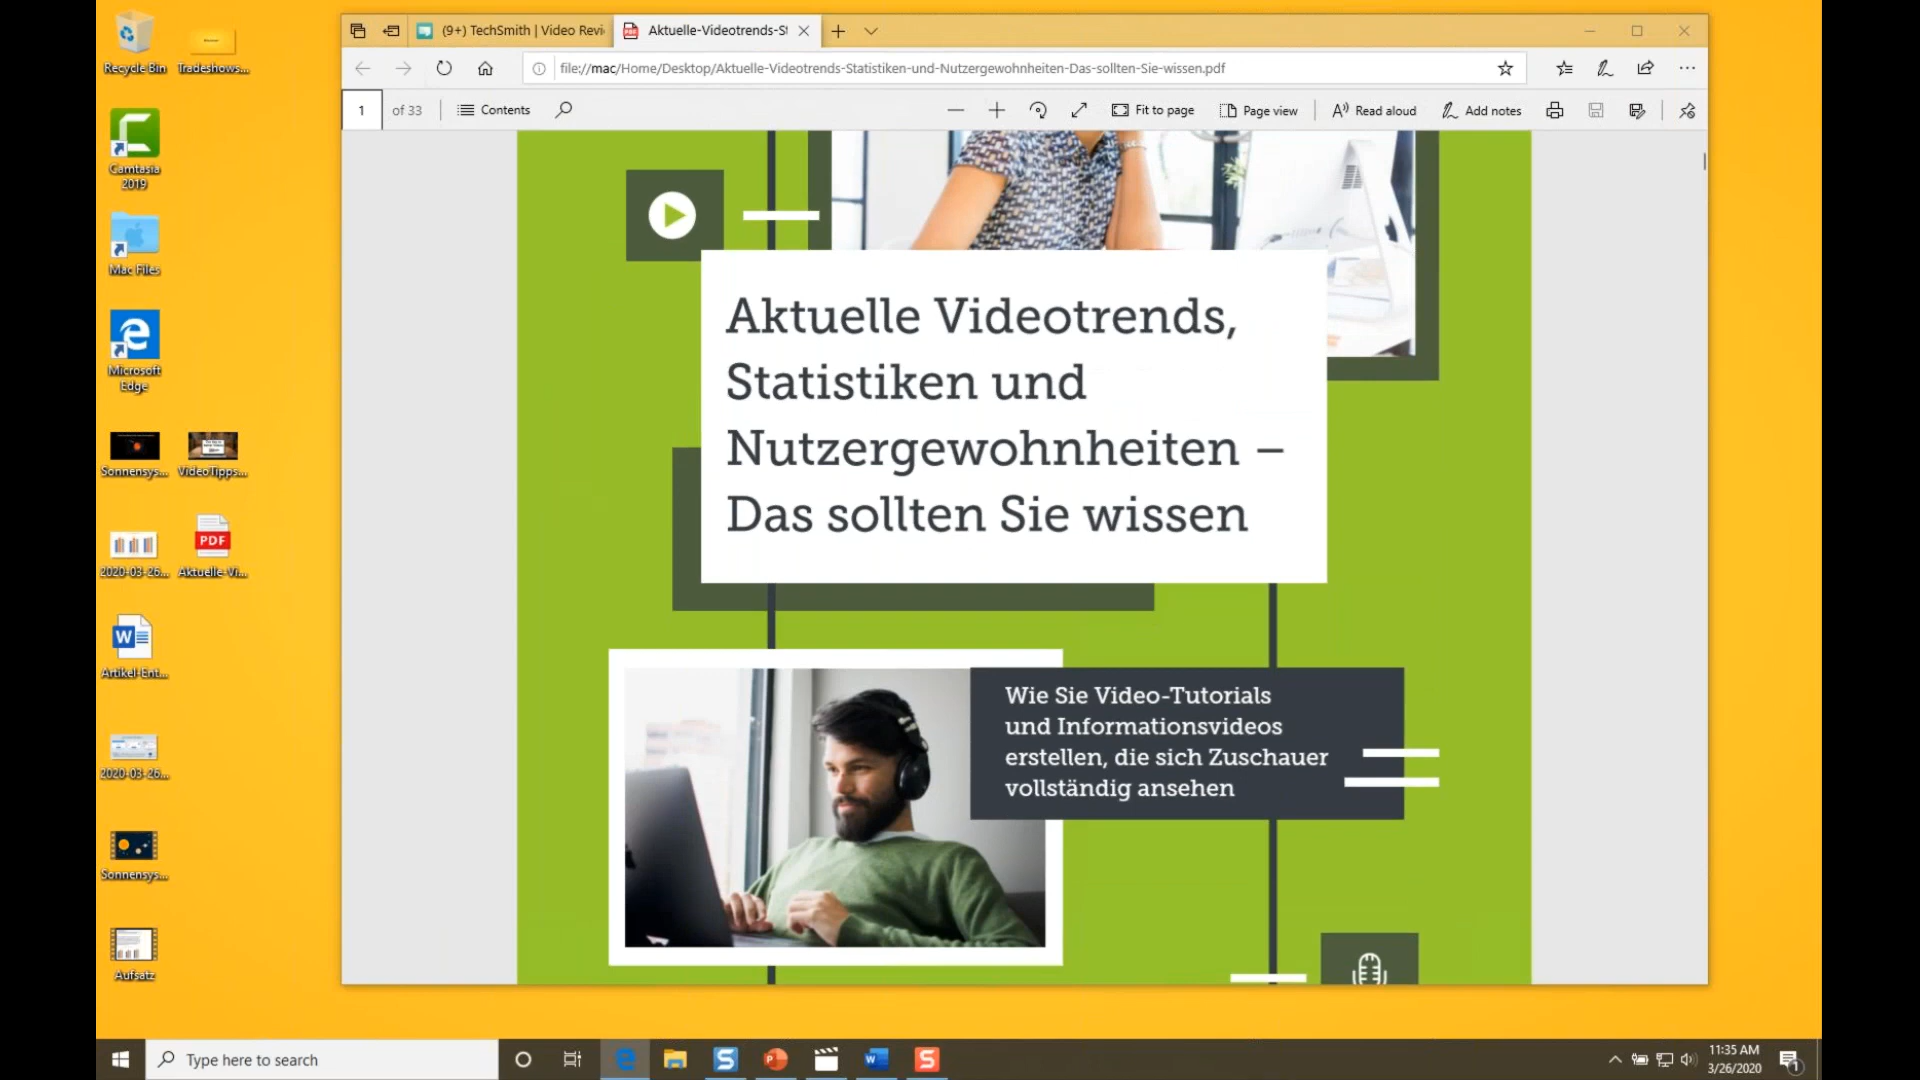 Recycle Bin
Tradeshows...
Camtasia
2019
Mac Files
Microsoft
Edge
Sonnensys...
VideoTipps...
2020-03-26...
PDF
Aktuelle-Vi...
Artikel-Ent...
2020-03-26...
Sonnensys...
Aufsatz
(9+) TechSmith | Video Revi
Aktuelle-Videotrends-St
file://mac/Home/Desktop/Aktuelle-Videotrends-Statistiken-und-Nutzergewohnheiten-Das-sollten-Sie-wissen.pdf
1 of 33
Contents
Fit to page
Page view
Read aloud
Add notes
Aktuelle Videotrends,
Statistiken und
Nutzergewohnheiten –
Das sollten Sie wissen
Wie Sie Video-Tutorials
und Informationsvideos
erstellen, die sich Zuschauer
vollständig ansehen
Type here to search
11:35 AM
3/26/2020
1